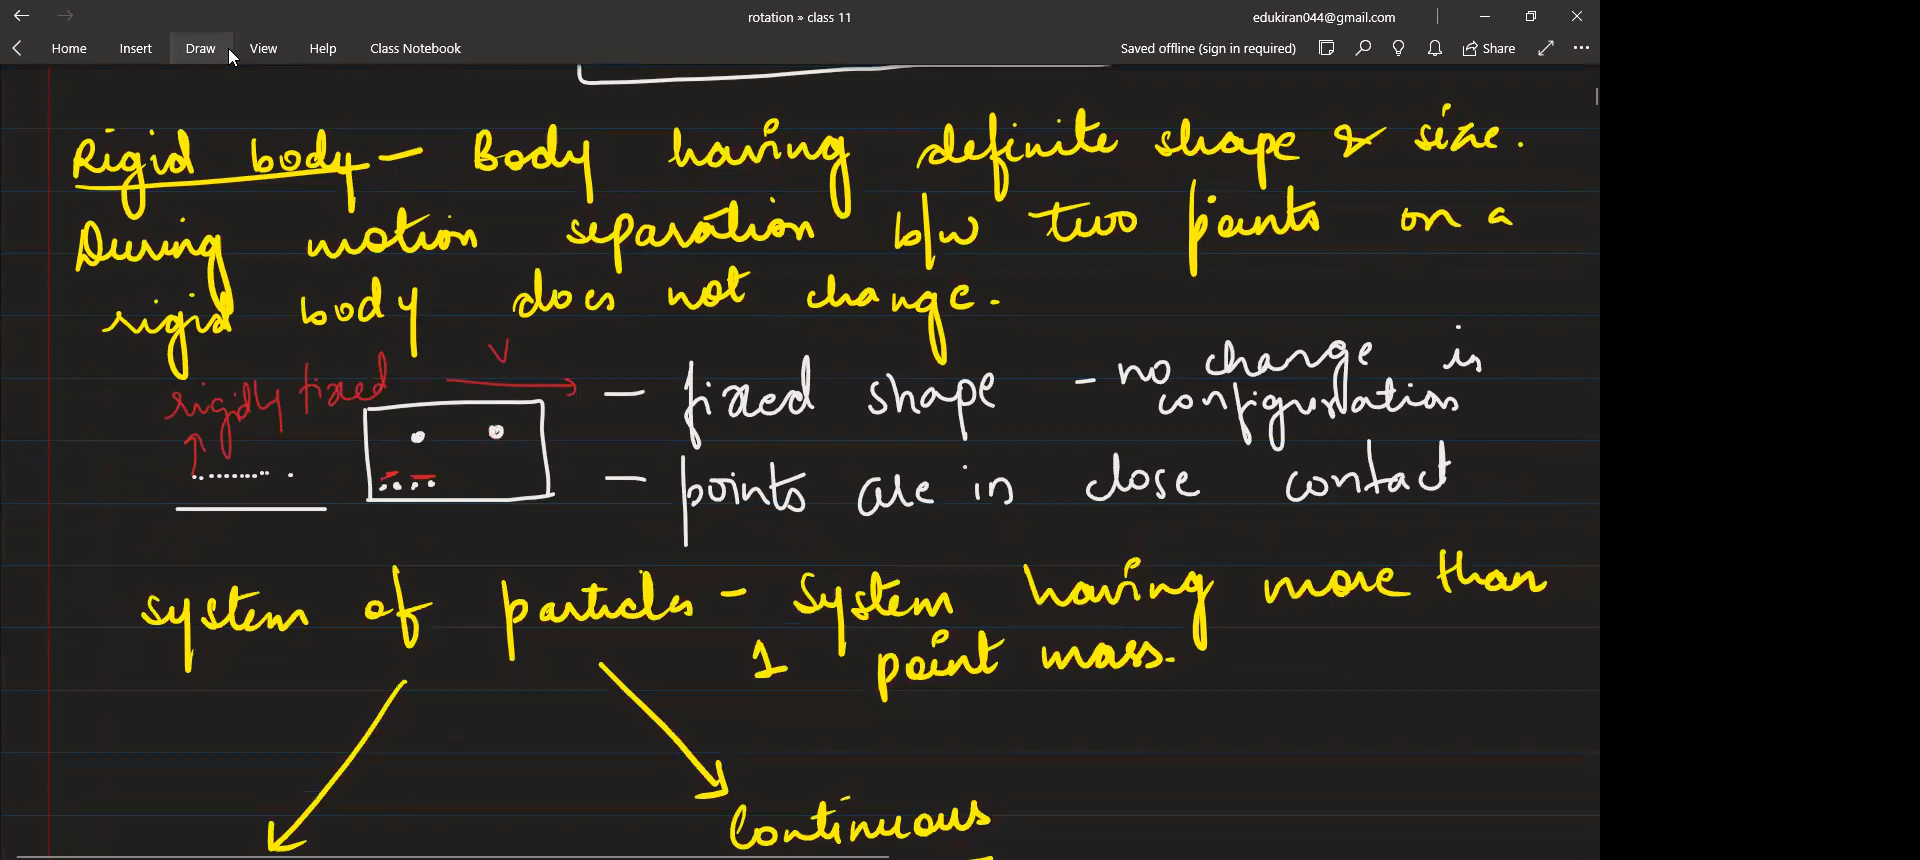 rotation » class 11
edukiran044@gmail.com
Home Insert Draw View Help Class Notebook
Saved offline (sign in required) Share
Rigid body - Body having definite shape & size.
During motion separation b/w two points on a
rigid body does not change.
rigidly fixed
V
- fixed shape - no change is
configuration
- points are in close contact
system of particles - System having more than
1 point mass.
Continuous